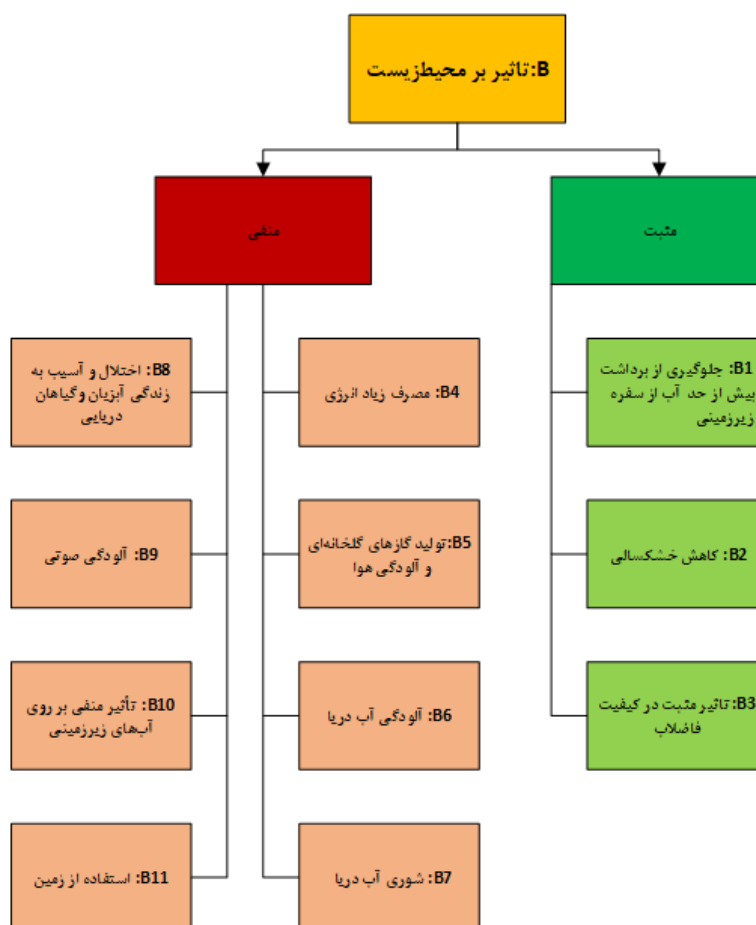 B:تاثیر بر محیط‌زیست
مثبت
منفی
B1: جلوگیری از برداشت
بیش از حد آب از سفره
زیرزمینی
B2: کاهش خشکسالی
B3: تاثیر مثبت در کیفیت
فاضلاب
B4: مصرف زیاد انرژی
B5:تولید گازهای گلخانه‌ای
و آلودگی هوا
B6: آلودگی آب دریا
B7: شوری آب دریا
B8: اختلال و آسیب به
زندگی آبزیان وگیاهان
دریایی
B9: آلودگی صوتی
B10: تأثیر منفی بر روی
آب‌های زیرزمینی
B11: استفاده از زمین